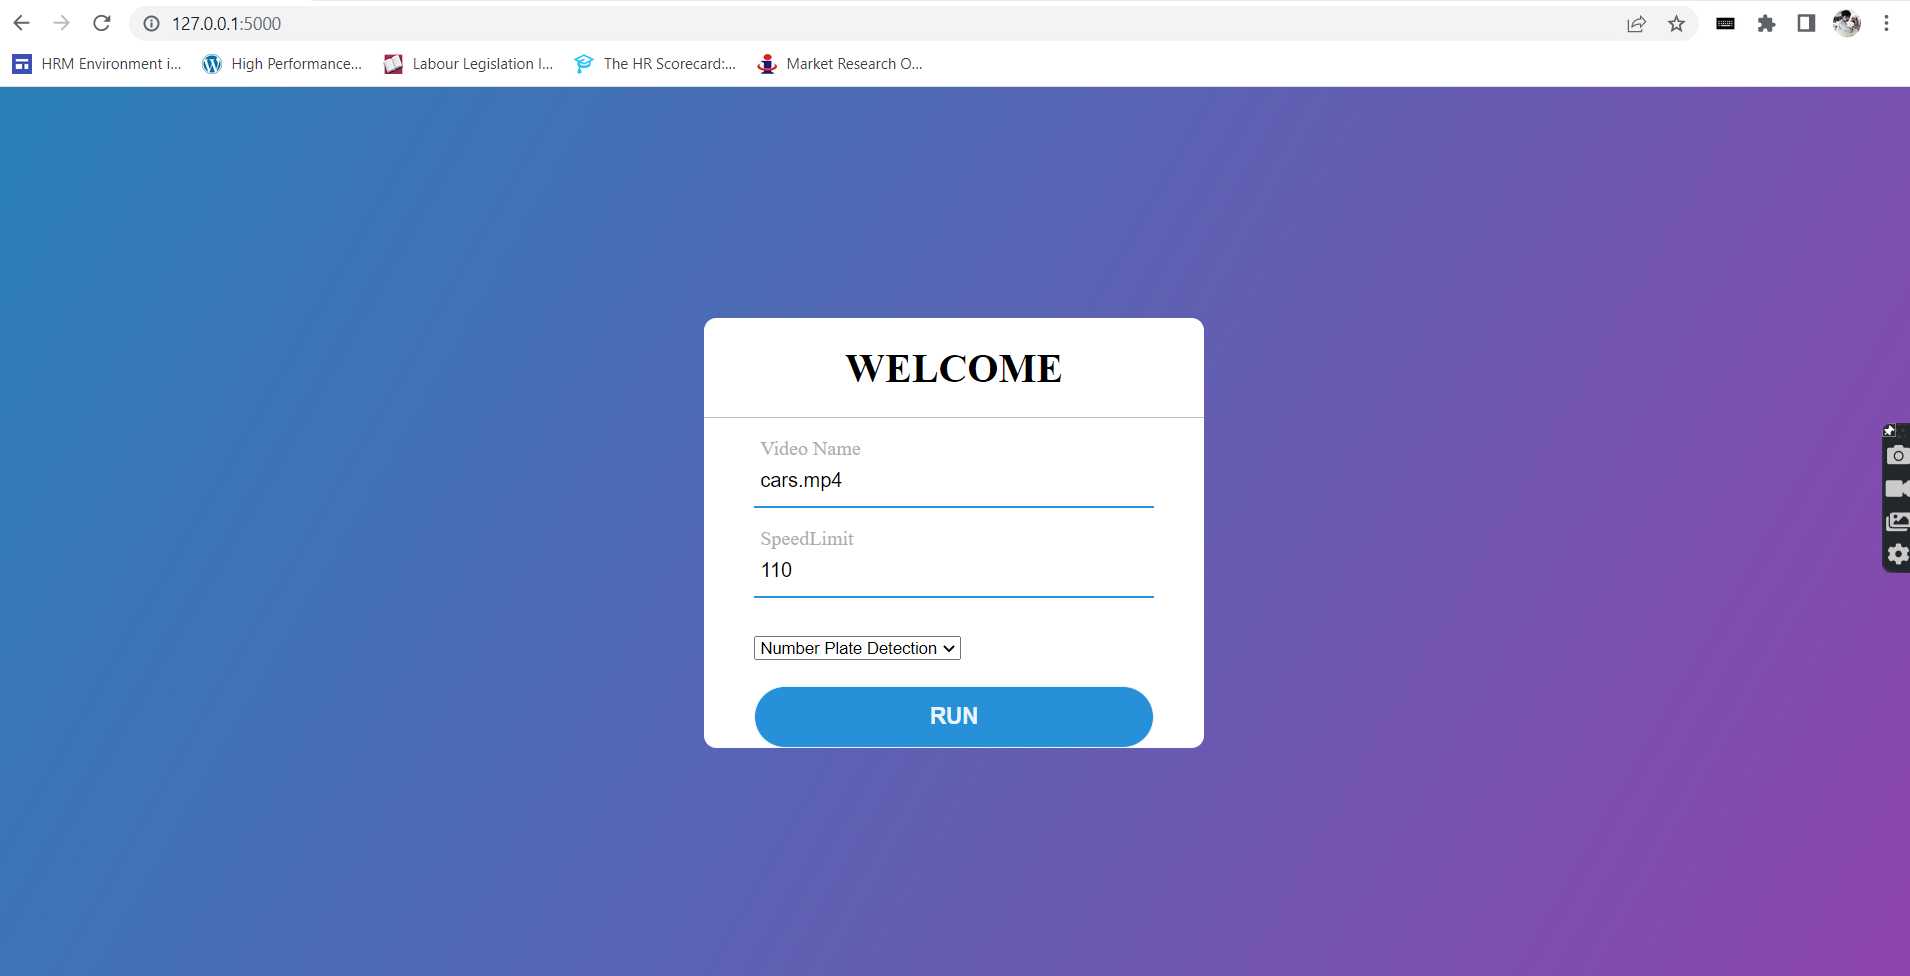 127.0.0.1:5000
HRM Environment i... High Performance... Labour Legislation I... The HR Scorecard:... Market Research O...
WELCOME
Video Name
cars.mp4
SpeedLimit
110
Number Plate Detection
RUN